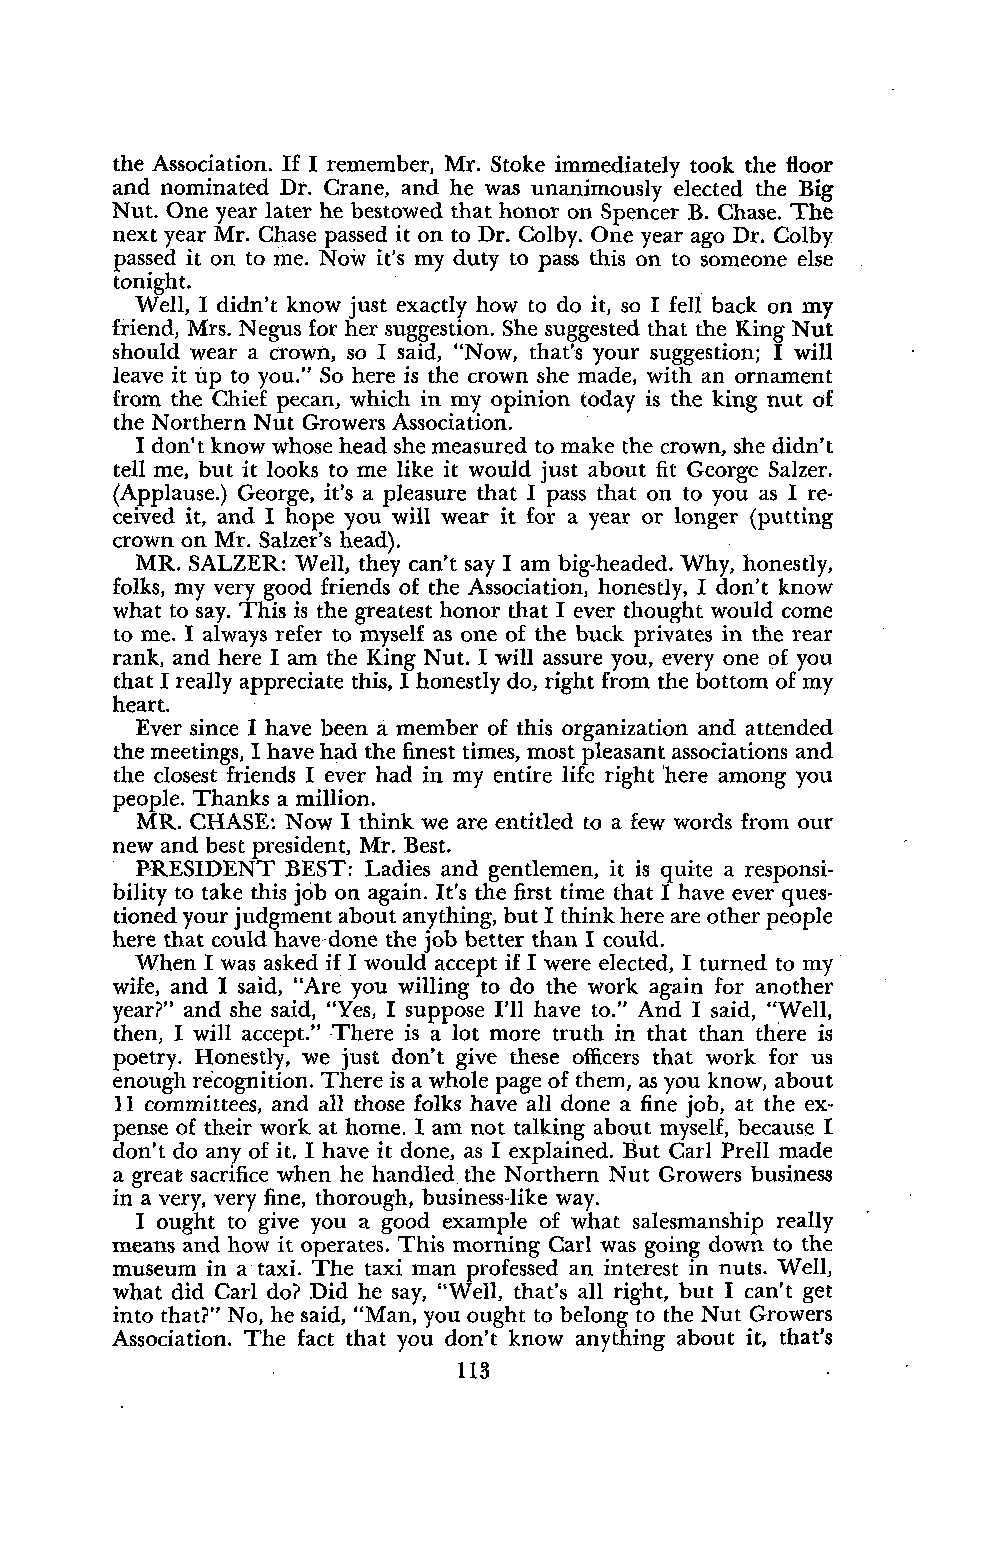 the Association. If I remember, Mr. Stoke immediately took the floor
and nominated Dr. Crane, and he was unanimously elected the Big
Nut. One year later he bestowed that honor on Spencer B. Chase. The
next year Mr. Chase passed it on to Dr. Colby. One year ago Dr. Colby
passed it on to me. Now it's my duty to pass this on to someone else
tonight.
Well, I didn't know just exactly how to do it, so I fell back on my
friend, Mrs. Negus for her suggestion. She suggested that the King Nut
should wear a crown, so I said, "Now, that's your suggestion; I will
leave it up to you." So here is the crown she made, with an ornament
from the Chief pecan, which in my opinion today is the king nut of
the Northern Nut Growers Association.
I don't know whose head she measured to make the crown, she didn't
tell me, but it looks to me like it would just about fit George Salzer.
(Applause.) George, it's a pleasure that I pass that on to you as I re-
ceived it, and I hope you will wear it for a year or longer (putting
crown on Mr. Salzer's head).
MR. SALZER: Well, they can't say I am big-headed. Why, honestly,
folks, my very good friends of the Association, honestly, I don't know
what to say. This is the greatest honor that I ever thought would come
to me. I always refer to myself as one of the buck privates in the rear
rank, and here I am the King Nut. I will assure you, every one of you
that I really appreciate this, I honestly do, right from the bottom of my
heart.
Ever since I have been a member of this organization and attended
the meetings, I have had the finest times, most pleasant associations and
the closest friends I ever had in my entire life right here among you
people. Thanks a million.
MR. CHASE: Now I think we are entitled to a few words from our
new and best president, Mr. Best.
PRESIDENT BEST: Ladies and gentlemen, it is quite a responsi-
bility to take this job on again. It's the first time that I have ever ques-
tioned your judgment about anything, but I think here are other people
here that could have done the job better than I could.
When I was asked if I would accept if I were elected, I turned to my
wife, and I said, "Are you willing to do the work again for another
year?" and she said, "Yes, I suppose I'll have to." And I said, "Well,
then, I will accept." There is a lot more truth in that than there is
poetry. Honestly, we just don't give these officers that work for us
enough recognition. There is a whole page of them, as you know, about
11 committees, and all those folks have all done a fine job, at the ex-
pense of their work at home. I am not talking about myself, because I
don't do any of it. I have it done, as I explained. But Carl Prell made
a great sacrifice when he handled the Northern Nut Growers business
in a very, very fine, thorough, business-like way.
I ought to give you a good example of what salesmanship really
means and how it operates. This morning Carl was going down to the
museum in a taxi. The taxi man professed an interest in nuts. Well,
what did Carl do? Did he say, "Well, that's all right, but I can't get
into that?" No, he said, "Man, you ought to belong to the Nut Growers
Association. The fact that you don't know anything about it, that's
113